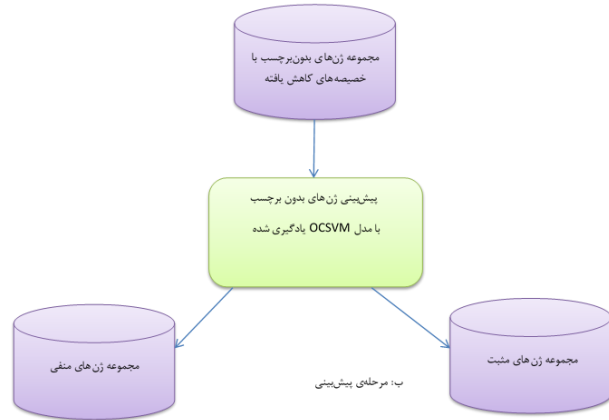 مجموعه ژن‌های بدون‌برچسب با
خصیصه‌های کاهش یافته
پیش‌بینی ژن‌های بدون برچسب
با مدل OCSVM یادگیری شده
مجموعه ژن‌های مثبت
مجموعه ژن‌های منفی
ب: مرحله‌ی پیش‌بینی